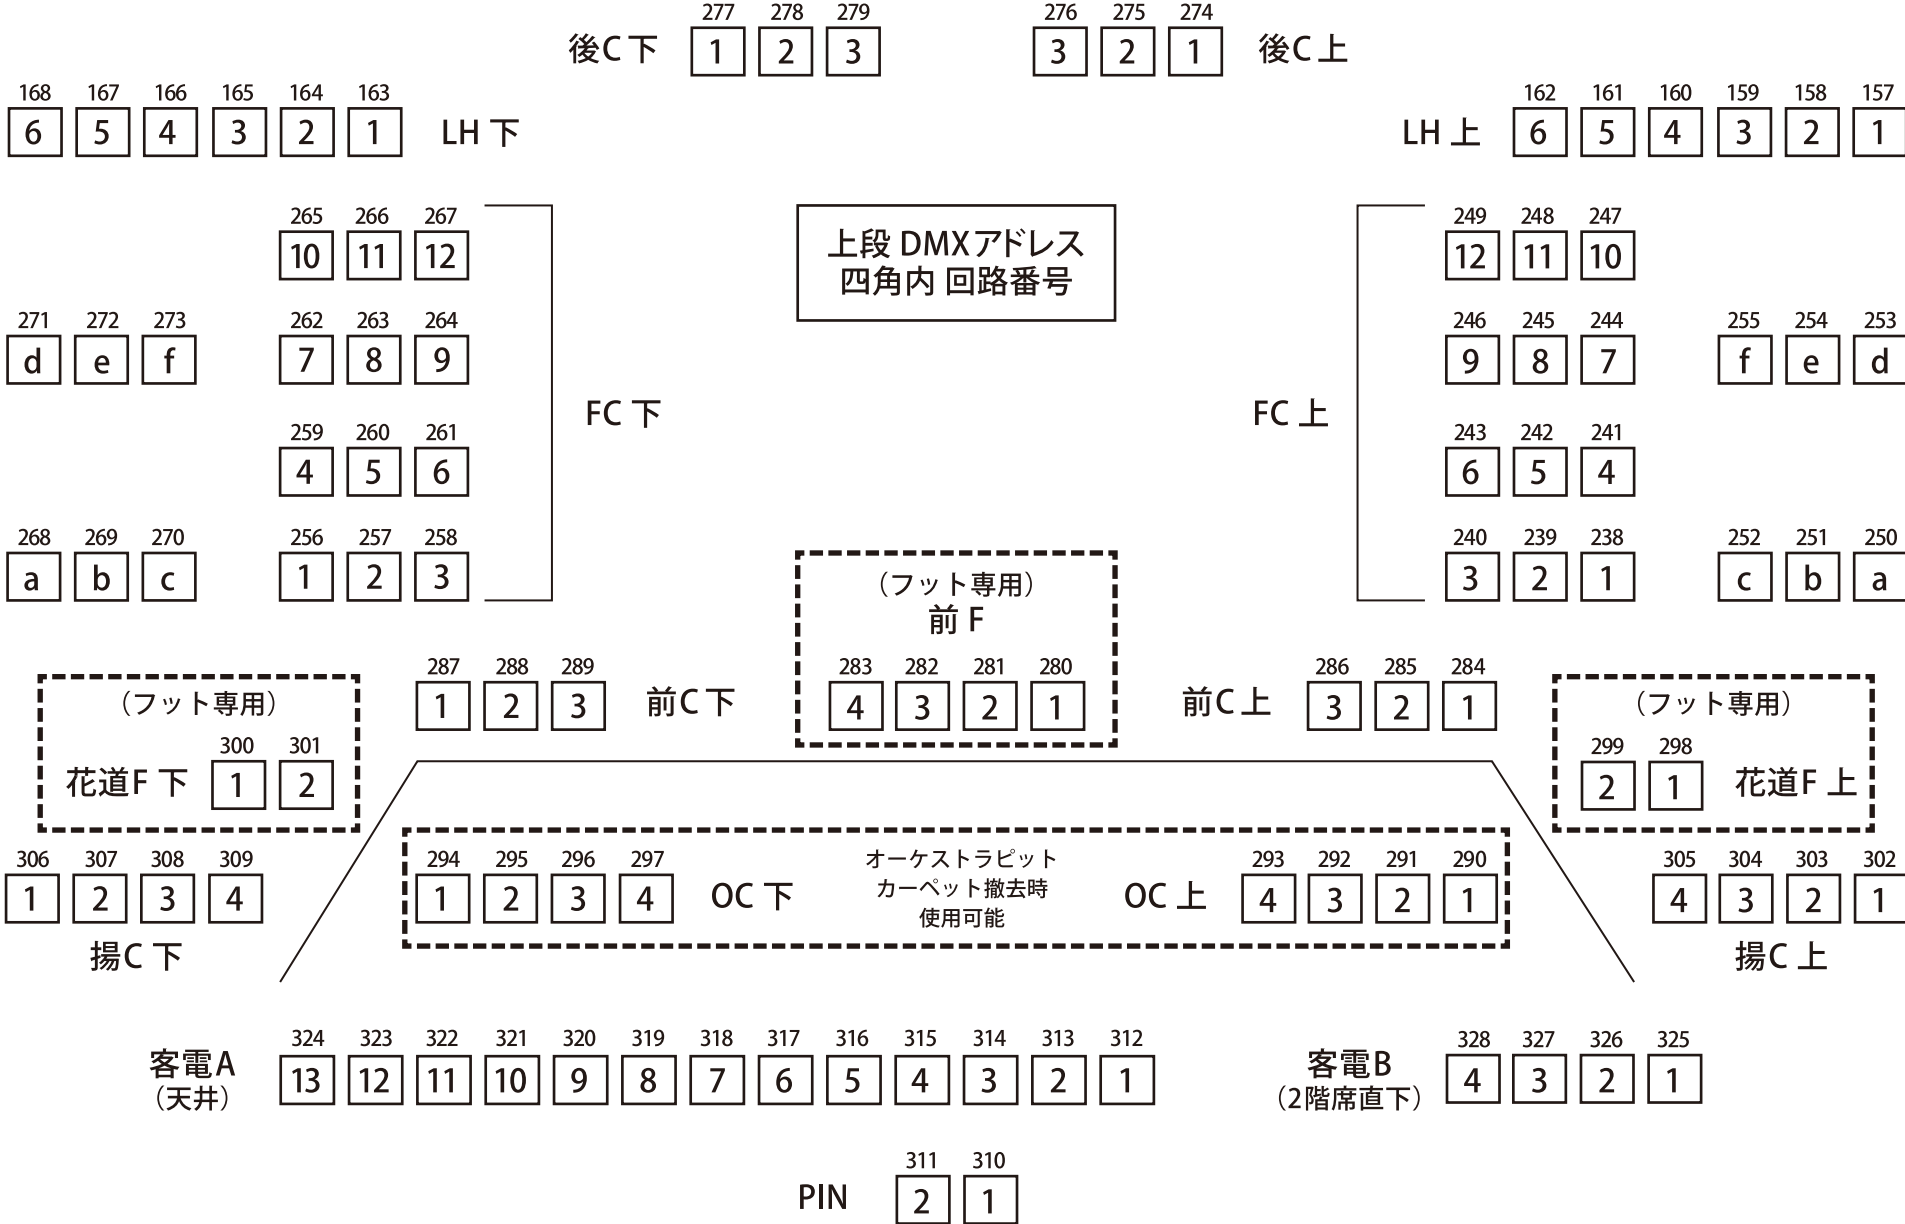 277 278 279 276 275 274
後C 下 1 2 3 3 2 1 後C 上
168 167 166 165 164 163 162 161 160 159 158 157
6 5 4 3 2 1 LH 下 LH 上 6 5 4 3 2 1
265 266 267 249 248 247
10 11 12 12 11 10
上段 DMXアドレス
四角内 回路番号
271 272 273 262 263 264 246 245 244 255 254 253
d e f 7 8 9 9 8 7 f e d
FC 下 FC 上
259 260 261 243 242 241
4 5 6 6 5 4
268 269 270 256 257 258 240 239 238 252 251 250
a b c 1 2 3 3 2 1 c b a
（フット専用）
前 F
287 288 289 283 282 281 280 286 285 284
1 2 3 前C 下 4 3 2 1 前C 上 3 2 1
（フット専用） （フット専用）
300 301 299 298
花道F 下 1 2 2 1 花道F 上
306 307 308 309 294 295 296 297 293 292 291 290 305 304 303 302
1 2 3 4 1 2 3 4 OC 下 OC 上 4 3 2 1 4 3 2 1
オーケストラピット
カーペット撤去時
使用可能
揚C 下 揚C 上
324 323 322 321 320 319 318 317 316 315 314 313 312 328 327 326 325
客電A 13 12 11 10 9 8 7 6 5 4 3 2 1 客電B 4 3 2 1
（天井） （2階席直下）
311 310
PIN 2 1